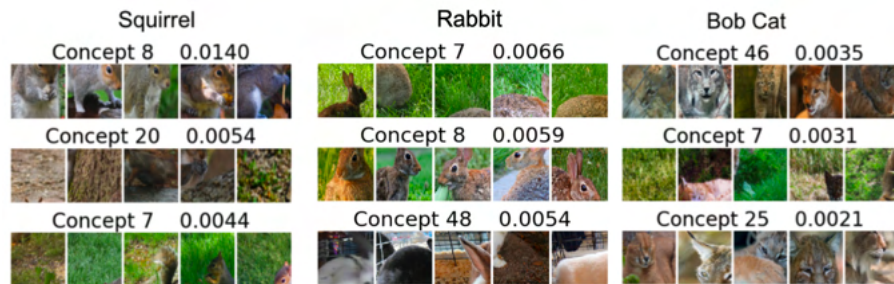 Squirrel Rabbit Bob Cat
Concept 8 0.0140 Concept 7 0.0066 Concept 46 0.0035
Concept 20 0.0054 Concept 8 0.0059 Concept 7 0.0031
Concept 7 0.0044 Concept 48 0.0054 Concept 25 0.0021